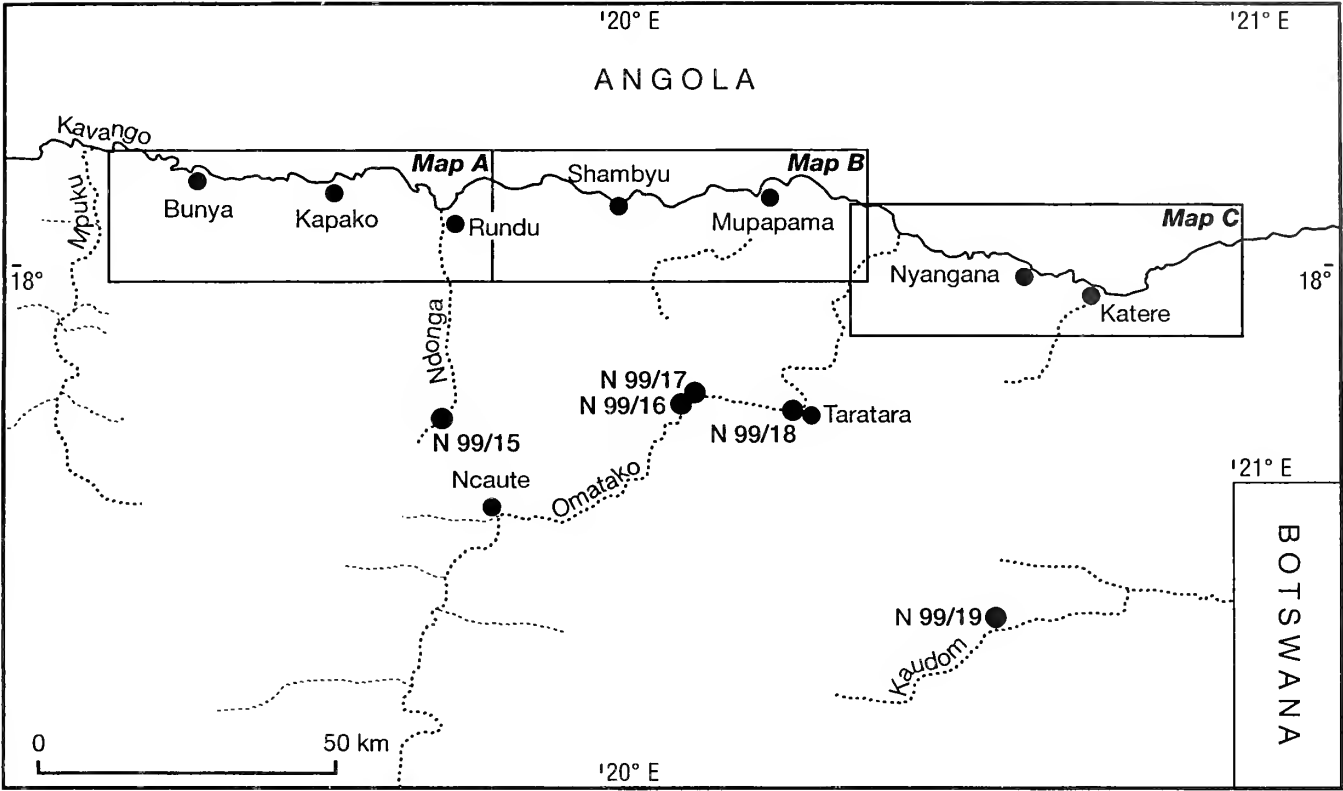 20° E
21° E
ANGOLA
Kavango
Map A
Map B
Shambyu
Mpuku
Bunya
Kapako
Rundu
Mupapama
Map C
18°
Nyangana
18°
Katere
Ndonga
N 99/17
N 99/16
N 99/18
Taratara
N 99/15
Ncaute
Omatako
21° E
BOTSWANA
N 99/19
Kaudom
0
50 km
20° E